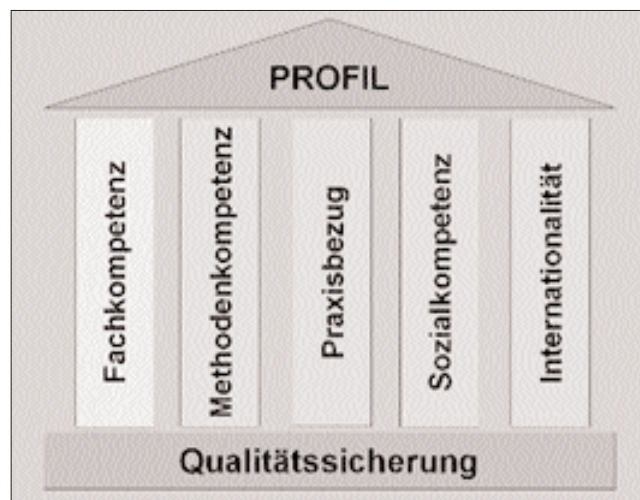 PROFIL
Fachkompetenz
Methodenkompetenz
Praxisbezug
Sozialkompetenz
Internationalität
Qualitätssicherung